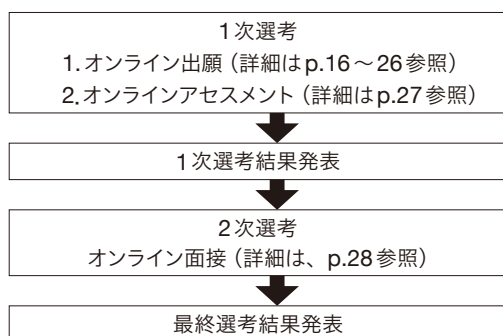 1次選考
1.オンライン出願（詳細はp.16～26参照）
2.オンラインアセスメント（詳細はp.27参照）
1次選考結果発表
2次選考
オンライン面接（詳細は、p.28参照）
最終選考結果発表